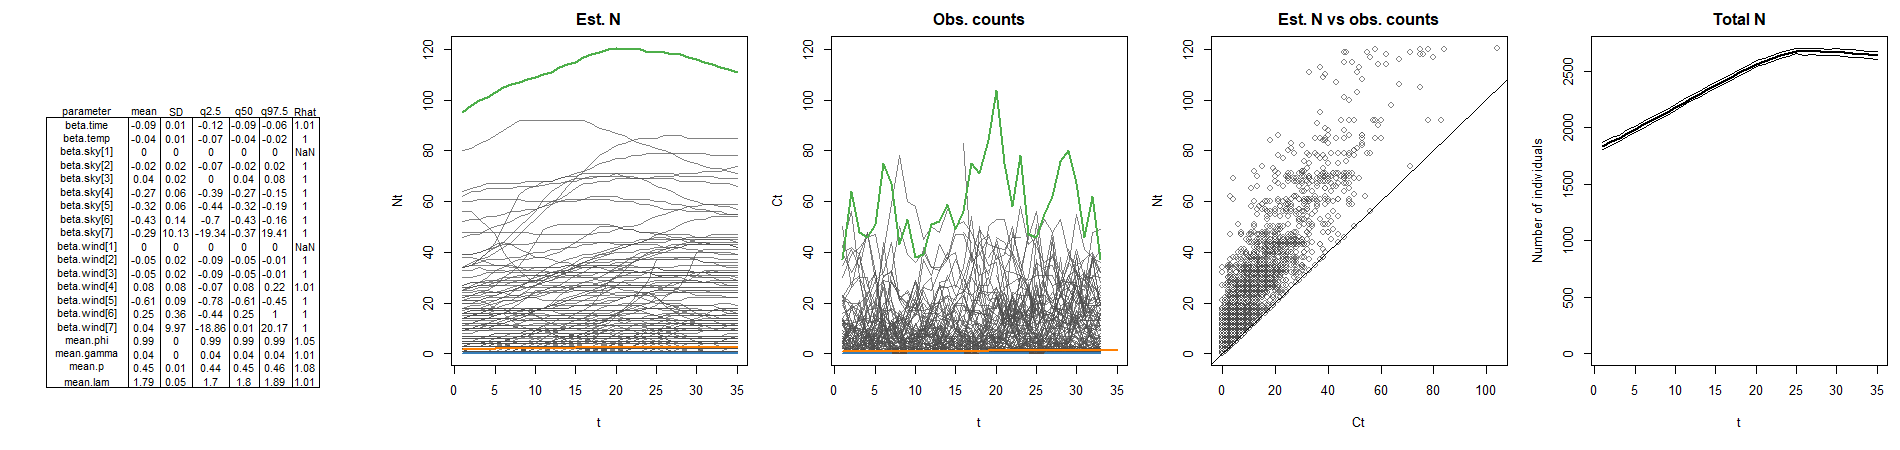 parameter mean SD q2.5 q50 q97.5 Rhat
beta.time -0.09 0.01 -0.12 -0.09 -0.06 1.01
beta.temp -0.04 0.01 -0.07 -0.04 -0.02 1
beta.sky[1] 0 0 0 0 0 NaN
beta.sky[2] -0.02 0.02 -0.07 -0.02 0.02 1
beta.sky[3] 0.04 0.02 0 0.04 0.08 1
beta.sky[4] -0.27 0.06 -0.39 -0.27 -0.15 1
beta.sky[5] -0.32 0.06 -0.44 -0.32 -0.19 1
beta.sky[6] -0.43 0.14 -0.7 -0.43 -0.16 1
beta.sky[7] -0.29 10.13 -19.34 -0.37 19.41 1
beta.wind[1] 0 0 0 0 0 NaN
beta.wind[2] -0.05 0.02 -0.09 -0.05 -0.01 1
beta.wind[3] -0.05 0.02 -0.09 -0.05 -0.01 1
beta.wind[4] 0.08 0.08 -0.07 0.08 0.22 1.01
beta.wind[5] -0.61 0.09 -0.78 -0.61 -0.45 1
beta.wind[6] 0.25 0.36 -0.44 0.25 1 1
beta.wind[7] 0.04 9.97 -18.86 0.01 20.17 1
mean.phi 0.99 0 0.99 0.99 0.99 1.05
mean.gamma 0.04 0 0.04 0.04 0.04 1.01
mean.p 0.45 0.01 0.44 0.45 0.46 1.08
mean.lam 1.79 0.05 1.7 1.8 1.89 1.01
Est. N
Nt
120
100
80
60
40
20
0
0 5 10 15 20 25 30 35
t
Obs. counts
Ct
120
100
80
60
40
20
0
0 5 10 15 20 25 30 35
t
Est. N vs obs. counts
Nt
120
100
80
60
40
20
0
0 20 40 60 80 100
Ct
Total N
Number of individuals
2500
2000
1500
1000
500
0
0 5 10 15 20 25 30 35
t